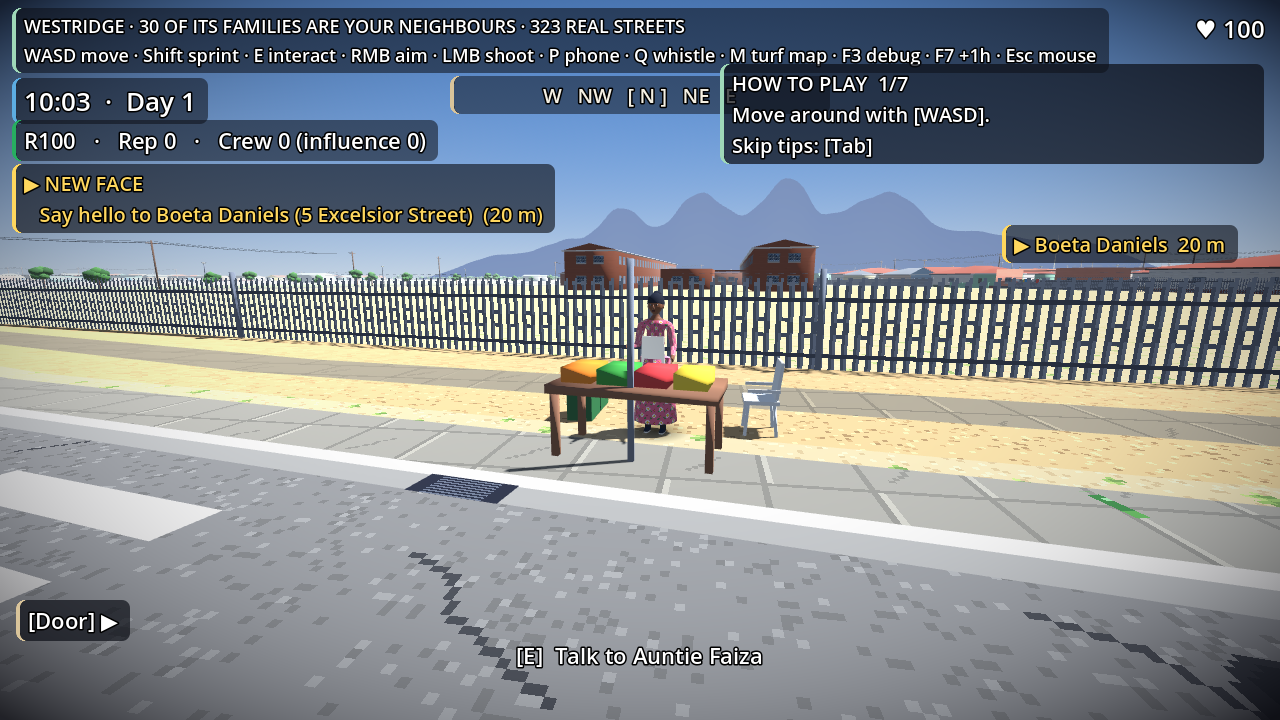 WESTRIDGE · 30 OF ITS FAMILIES ARE YOUR NEIGHBOURS · 323 REAL STREETS
WASD move · Shift sprint · E interact · RMB aim · LMB shoot · P phone · Q whistle · M turf map · F3 debug · F7 +1h · Esc mouse
♥ 100
10:03 · Day 1
W NW [ N ] NE E
HOW TO PLAY 1/7
Move around with [WASD].
Skip tips: [Tab]
R100 · Rep 0 · Crew 0 (influence 0)
▶ NEW FACE
Say hello to Boeta Daniels (5 Excelsior Street) (20 m)
▶ Boeta Daniels 20 m
[Door] ▶
[E] Talk to Auntie Faiza